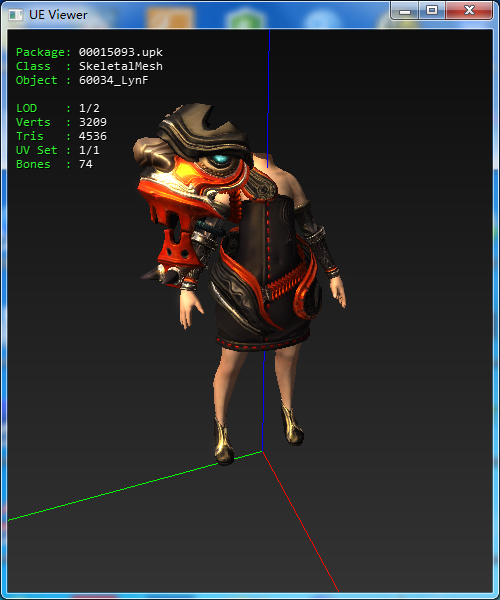 UE Viewer
Package: 00015093.upk
Class : SkeletalMesh
Object : 60034_LynF
LOD : 1/2
Verts : 3209
Tris : 4536
UV Set : 1/1
Bones : 74